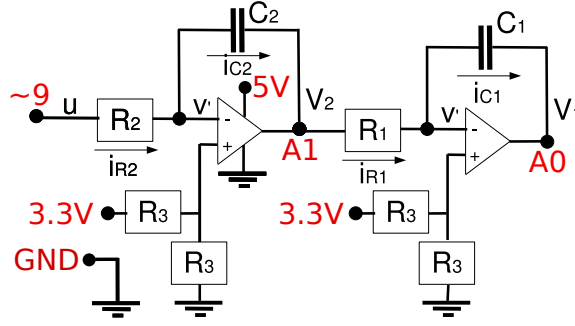 C2
C1
iC2
iC1
~9
u
5V
V2
V
R2
v'
-
+
R1
v'
-
+
iR2
A1
iR1
A0
3.3V
R3
3.3V
R3
GND
R3
R3